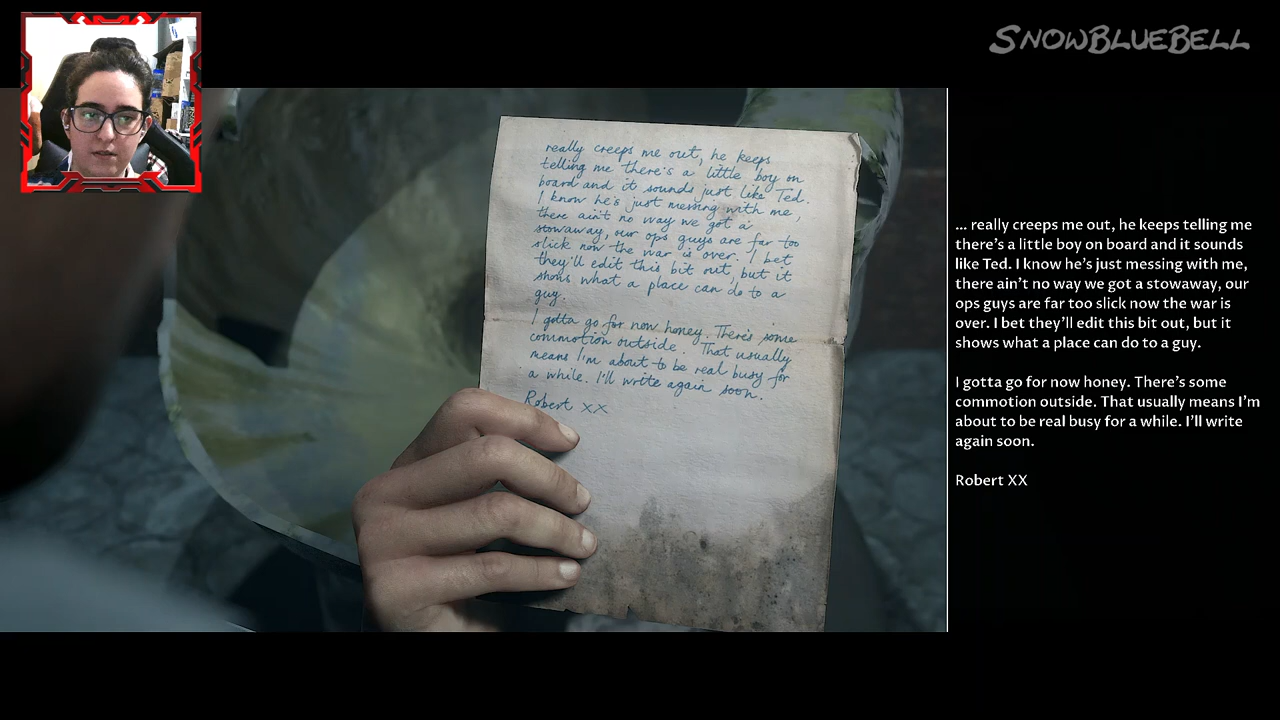 SNOWBLUEBELL
really creeps me out, he keeps
telling me there's a little boy on
board and it sounds just like Ted.
I know he's just messing with me,
there ain't no way we got a
stowaway, our ops guys are far too
slick now the war is over. I bet
they'll edit this bit out, but it
shows what a place can do to a
guy.
I gotta go for now honey. There's some
commotion outside. That usually
means I'm about to be real busy for
a while. I'll write again soon.
Robert XX
... really creeps me out, he keeps telling me
there's a little boy on board and it sounds
like Ted. I know he's just messing with me,
there ain't no way we got a stowaway, our
ops guys are far too slick now the war is
over. I bet they'll edit this bit out, but it
shows what a place can do to a guy.
I gotta go for now honey. There's some
commotion outside. That usually means I'm
about to be real busy for a while. I'll write
again soon.
Robert XX